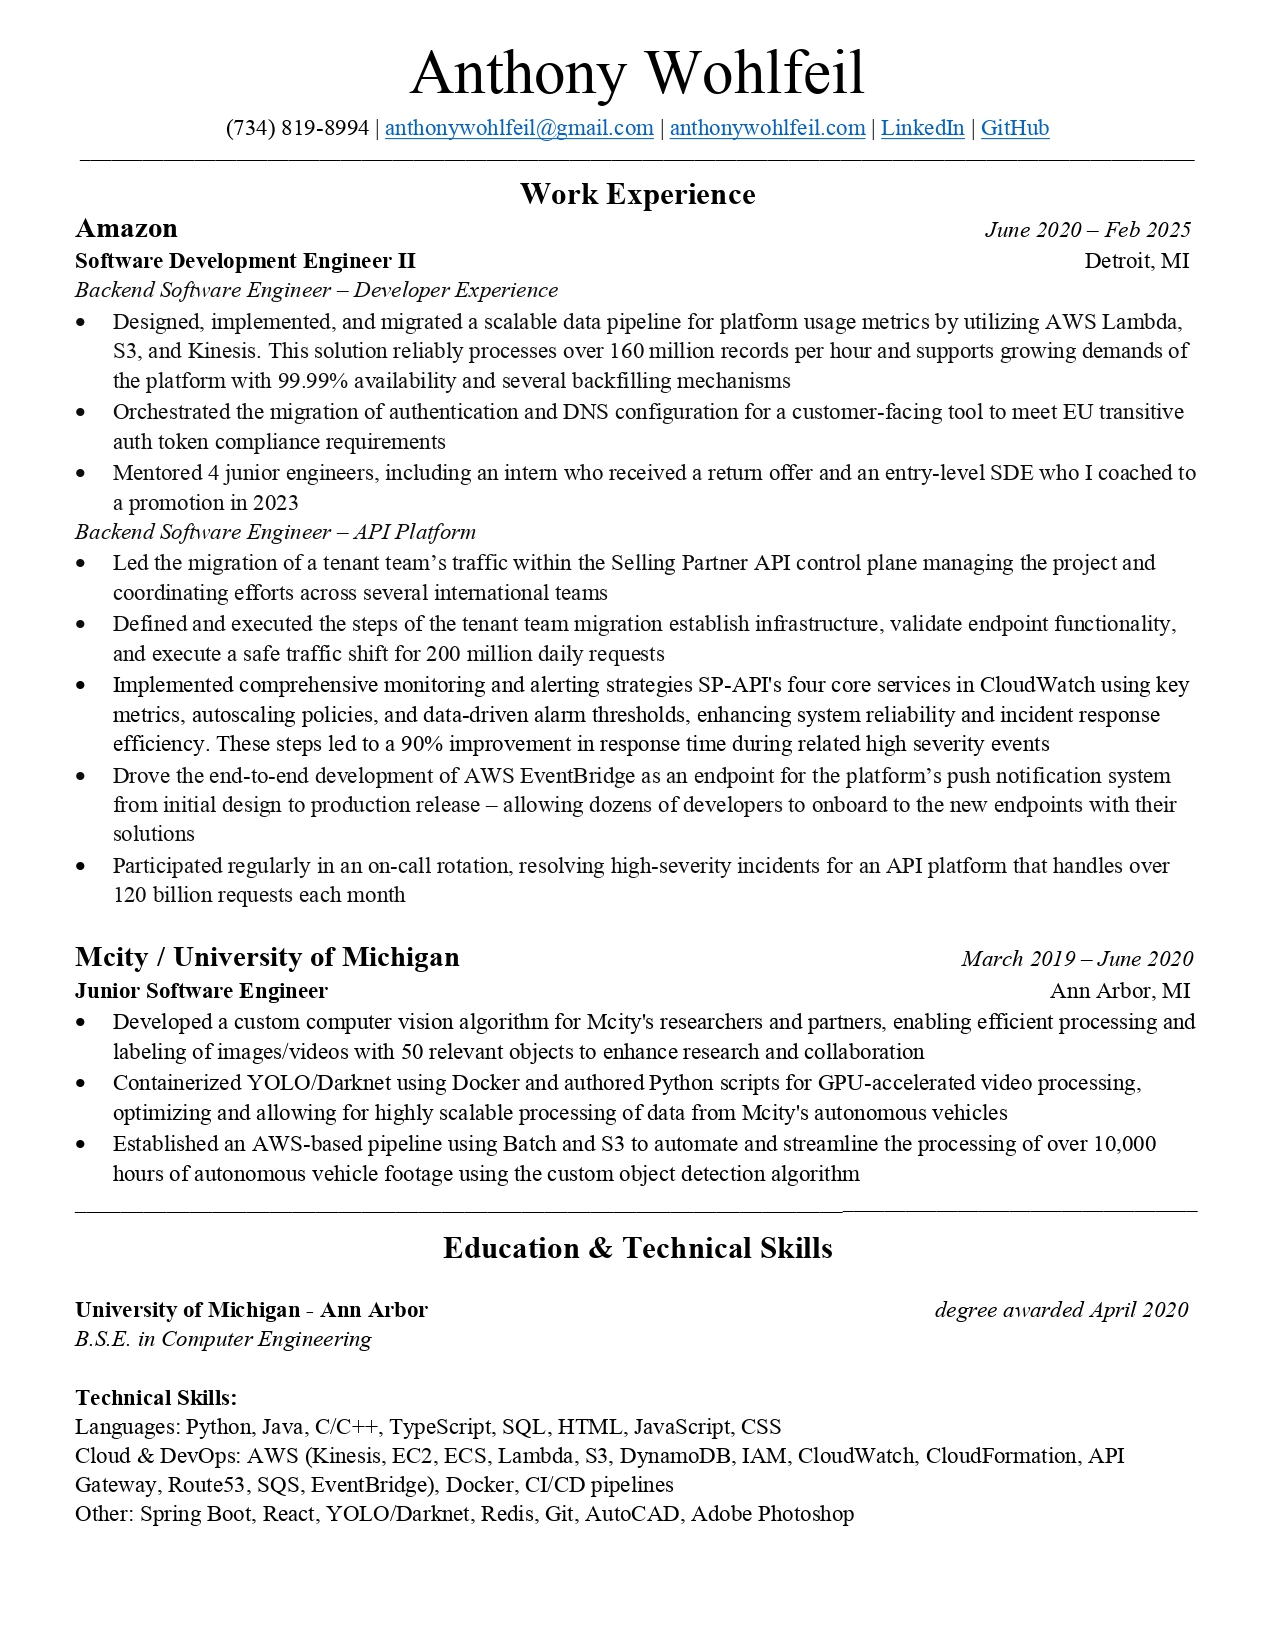 Anthony Wohlfeil
(734) 819-8994 | anthonywohlfeil@gmail.com | anthonywohlfeil.com | LinkedIn | GitHub
Work Experience
Amazon June 2020 – Feb 2025
Software Development Engineer II Detroit, MI
Backend Software Engineer – Developer Experience
• Designed, implemented, and migrated a scalable data pipeline for platform usage metrics by utilizing AWS Lambda,
S3, and Kinesis. This solution reliably processes over 160 million records per hour and supports growing demands of
the platform with 99.99% availability and several backfilling mechanisms
• Orchestrated the migration of authentication and DNS configuration for a customer-facing tool to meet EU transitive
auth token compliance requirements
• Mentored 4 junior engineers, including an intern who received a return offer and an entry-level SDE who I coached to
a promotion in 2023
Backend Software Engineer – API Platform
• Led the migration of a tenant team’s traffic within the Selling Partner API control plane managing the project and
coordinating efforts across several international teams
• Defined and executed the steps of the tenant team migration establish infrastructure, validate endpoint functionality,
and execute a safe traffic shift for 200 million daily requests
• Implemented comprehensive monitoring and alerting strategies SP-API's four core services in CloudWatch using key
metrics, autoscaling policies, and data-driven alarm thresholds, enhancing system reliability and incident response
efficiency. These steps led to a 90% improvement in response time during related high severity events
• Drove the end-to-end development of AWS EventBridge as an endpoint for the platform’s push notification system
from initial design to production release – allowing dozens of developers to onboard to the new endpoints with their
solutions
• Participated regularly in an on-call rotation, resolving high-severity incidents for an API platform that handles over
120 billion requests each month
Mcity / University of Michigan March 2019 – June 2020
Junior Software Engineer Ann Arbor, MI
• Developed a custom computer vision algorithm for Mcity's researchers and partners, enabling efficient processing and
labeling of images/videos with 50 relevant objects to enhance research and collaboration
• Containerized YOLO/Darknet using Docker and authored Python scripts for GPU-accelerated video processing,
optimizing and allowing for highly scalable processing of data from Mcity's autonomous vehicles
• Established an AWS-based pipeline using Batch and S3 to automate and streamline the processing of over 10,000
hours of autonomous vehicle footage using the custom object detection algorithm
Education & Technical Skills
University of Michigan - Ann Arbor degree awarded April 2020
B.S.E. in Computer Engineering
Technical Skills:
Languages: Python, Java, C/C++, TypeScript, SQL, HTML, JavaScript, CSS
Cloud & DevOps: AWS (Kinesis, EC2, ECS, Lambda, S3, DynamoDB, IAM, CloudWatch, CloudFormation, API
Gateway, Route53, SQS, EventBridge), Docker, CI/CD pipelines
Other: Spring Boot, React, YOLO/Darknet, Redis, Git, AutoCAD, Adobe Photoshop